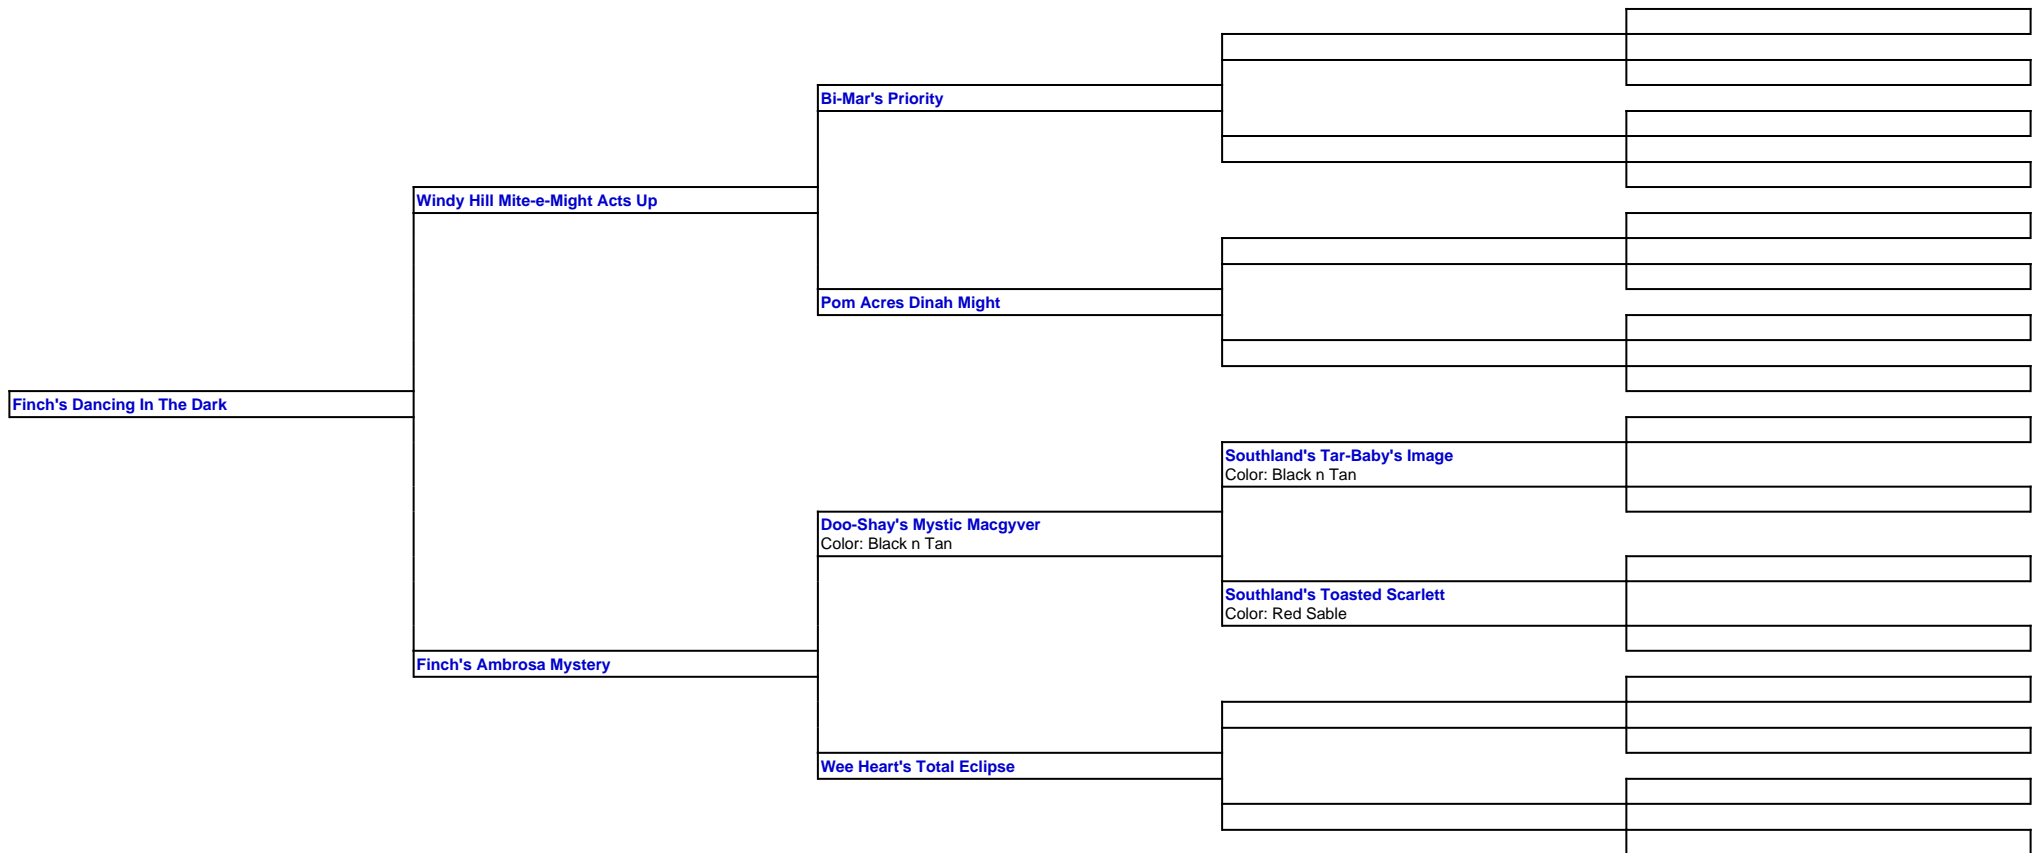 Bi-Mar's Priority
Windy Hill Mite-e-Might Acts Up
Pom Acres Dinah Might
Finch's Dancing In The Dark
Southland's Tar-Baby's Image
Color: Black n Tan
Doo-Shay's Mystic Macgyver
Color: Black n Tan
Southland's Toasted Scarlett
Color: Red Sable
Finch's Ambrosa Mystery
Wee Heart's Total Eclipse